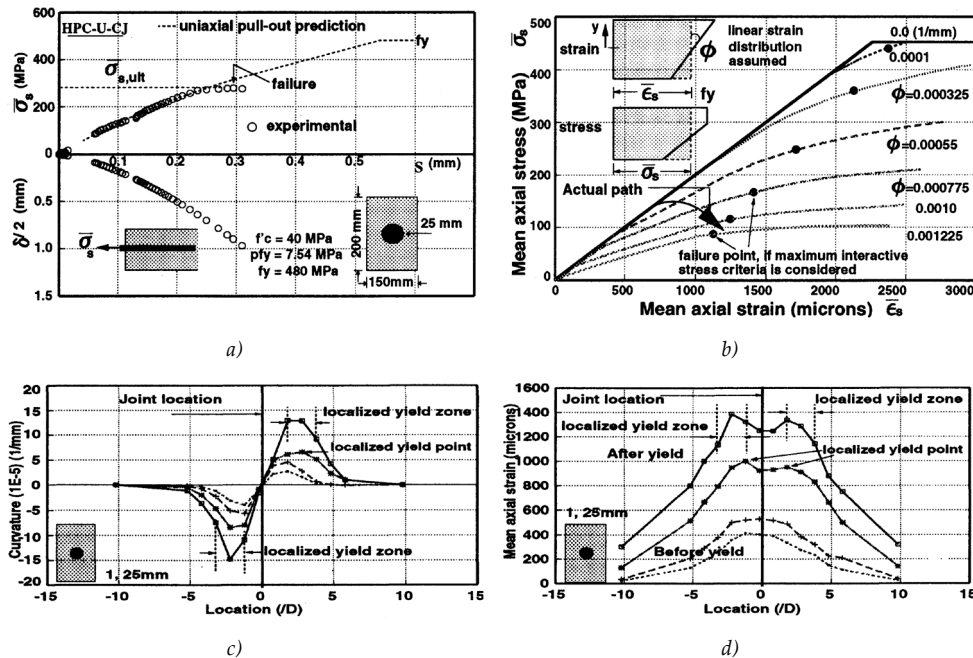 HPC-U-CJ
uniaxial pull-out prediction
fy
σ̄s,ult
failure
experimental
σ̄s (MPa)
400
200
0
0
0.1
0.2
0.3
0.4
0.5
S (mm)
δ/ 2 (mm)
0.5
1.0
1.5
σ̄s
f'c = 40 MPa
pfy = 7.54 MPa
fy = 480 MPa
200 mm
25 mm
150mm
a)
σ̄s
Mean axial stress (MPa)
500
400
300
200
100
0
y
strain
ϕ
linear strain
distribution
assumed
ε̄s
fy
stress
σ̄s
Actual path
0.0 (1/mm)
0.0001
ϕ=0.000325
ϕ=0.00055
ϕ=0.000775
0.0010
0.001225
failure point, if maximum interactive
stress criteria is considered
0 500 1000 1500 2000 2500 3000
Mean axial strain (microns) ε̄s
b)
Curvature (1E-5) (1/mm)
20
15
10
5
0
-5
-10
-15
-20
Joint location
localized yield zone
localized yield point
localized yield zone
1, 25mm
-15 -10 -5 0 5 10 15
Location (/D)
c)
Mean axial strain (microns)
1600
1400
1200
1000
800
600
400
200
0
Joint location
localized yield zone
localized yield zone
After yield
localized yield point
1, 25mm
Before yield
-15 -10 -5 0 5 10 15
Location (/D)
d)